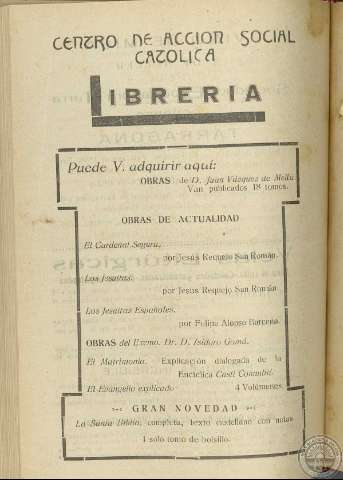 CENTRO DE ACCION SOCIAL
CATOLICA
LIBRERIA
Puede V. adquirir aquí:
OBRAS de D. Juan Vázquez de Mella
Van publicados 18 tomos.
OBRAS DE ACTUALIDAD
El Cardenal Segura,
por Jesús Requejo San Román.
Los Jesuitas.
por Jesús Requejo San Román
Los Jesuitas Españoles.
por Felipe Alonso Bárcena
OBRAS del Excmo. Dr. D. Isidoro Gomá.
El Matrimonio. Explicación dialogada de la
Encíclica Casti Connubii
El Evangelio explicado 4 Volúmenes.
GRAN NOVEDAD
La Santa Biblia, completa, texto castellano con notas
1 solo tomo de bolsillo.